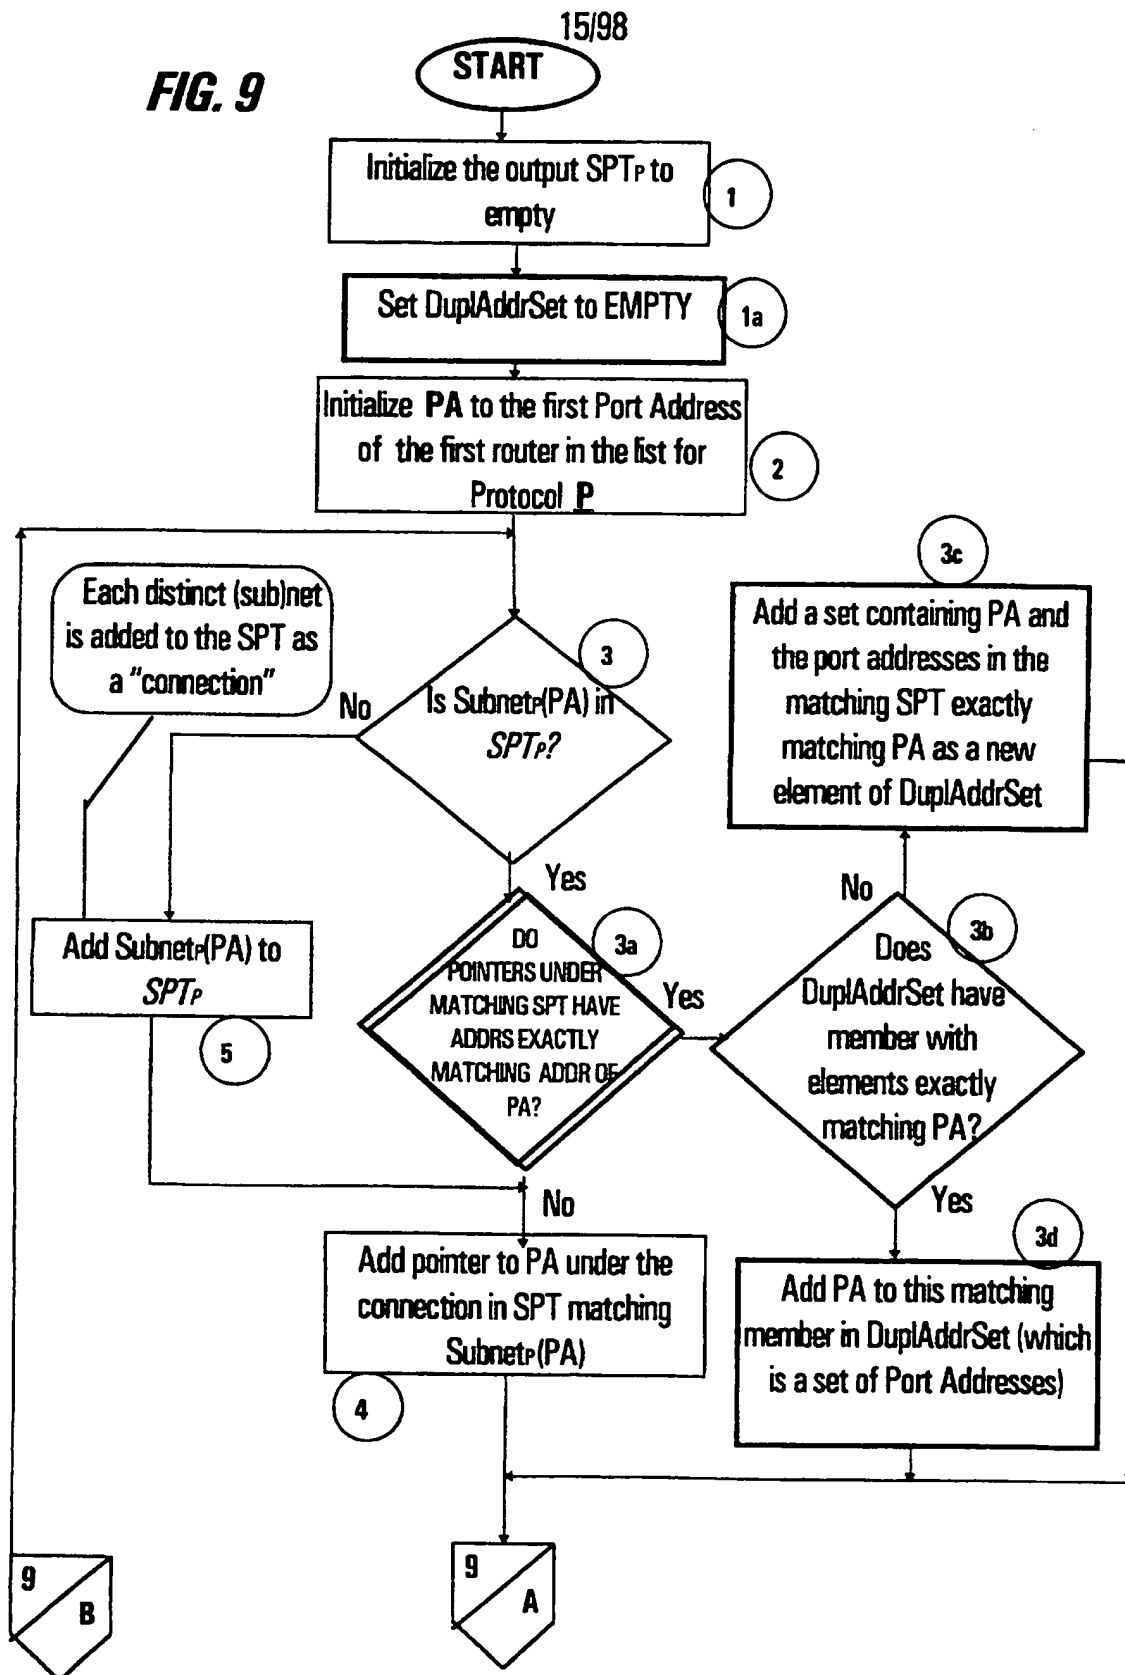 15/98
FIG. 9
START
Initialize the output SPTP to
empty
1
Set DuplAddrSet to EMPTY
1a
Initialize PA to the first Port Address
of the first router in the list for
Protocol P
2
Each distinct (sub)net
is added to the SPT as
a "connection"
No
Is SubnetP(PA) in
SPTP?
3
Yes
3c
Add a set containing PA and
the port addresses in the
matching SPT exactly
matching PA as a new
element of DuplAddrSet
Add SubnetP(PA) to
SPTP
5
DO
POINTERS UNDER
MATCHING SPT HAVE
ADDRS EXACTLY
MATCHING ADDR OF
PA?
3a
Yes
No
No
3b
Does
DuplAddrSet have
member with
elements exactly
matching PA?
Yes
Add pointer to PA under the
connection in SPT matching
SubnetP(PA)
4
3d
Add PA to this matching
member in DuplAddrSet (which
is a set of Port Addresses)
9
B
9
A